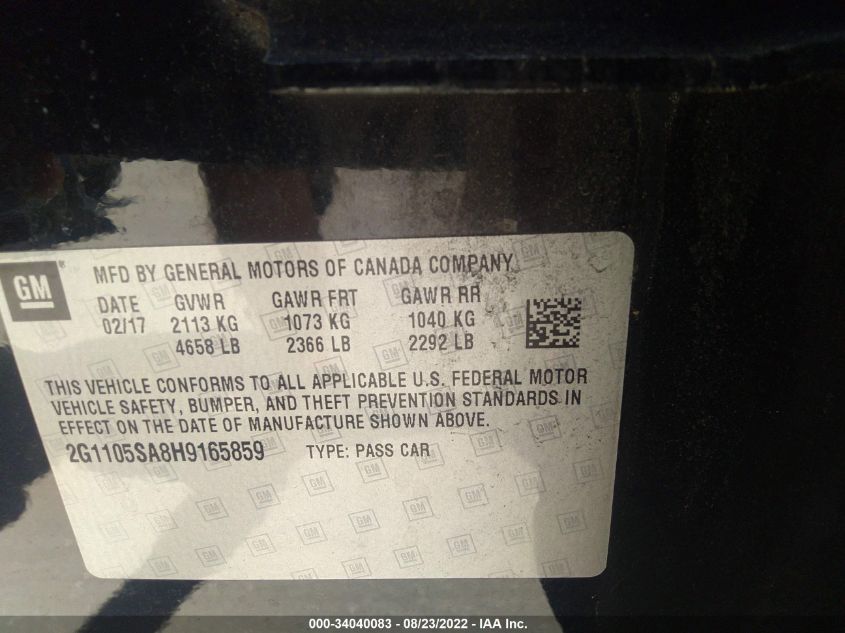 GM
MFD BY GENERAL MOTORS OF CANADA COMPANY
DATE GVWR GAWR FRT GAWR RR
02/17 2113 KG 1073 KG 1040 KG
4658 LB 2366 LB 2292 LB
THIS VEHICLE CONFORMS TO ALL APPLICABLE U.S. FEDERAL MOTOR
VEHICLE SAFETY, BUMPER, AND THEFT PREVENTION STANDARDS IN
EFFECT ON THE DATE OF MANUFACTURE SHOWN ABOVE.
2G1105SA8H9165859 TYPE: PASS CAR
000-34040083 - 08/23/2022 - IAA Inc.